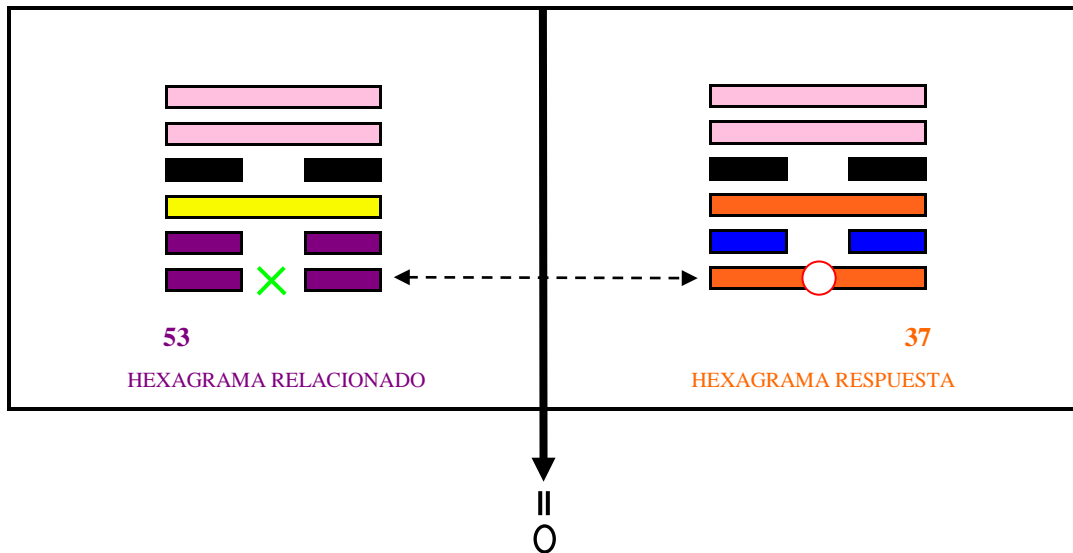 53
HEXAGRAMA RELACIONADO
37
HEXAGRAMA RESPUESTA
=
O